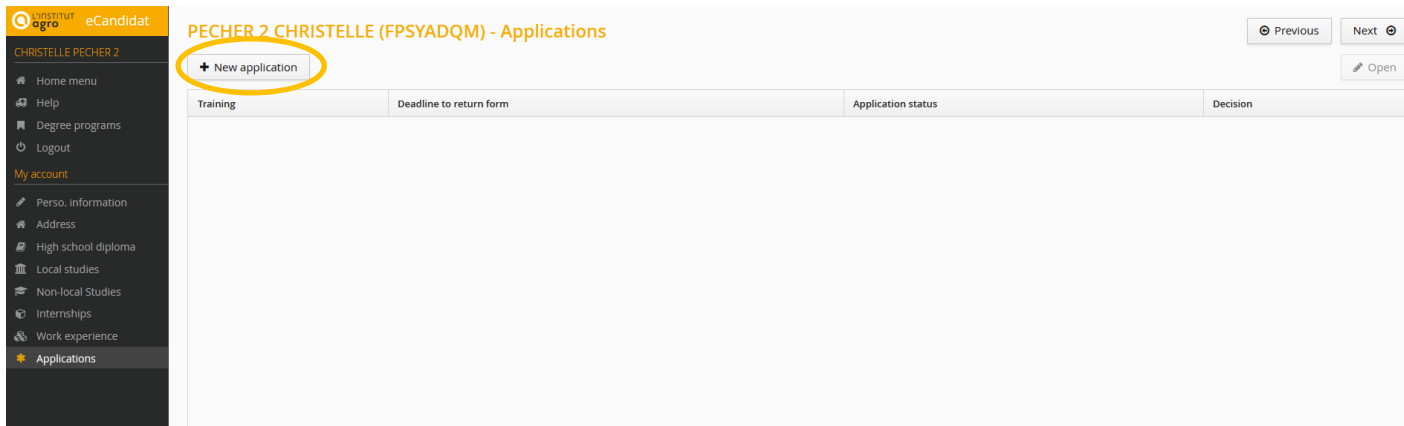 L'INSTITUT agro eCandidat
CHRISTELLE PECHER 2
Home menu
Help
Degree programs
Logout
My account
Perso. information
Address
High school diploma
Local studies
Non-local Studies
Internships
Work experience
Applications
PECHER 2 CHRISTELLE (FPSYADQM) - Applications
Previous Next
+ New application
Open
Training Deadline to return form Application status Decision